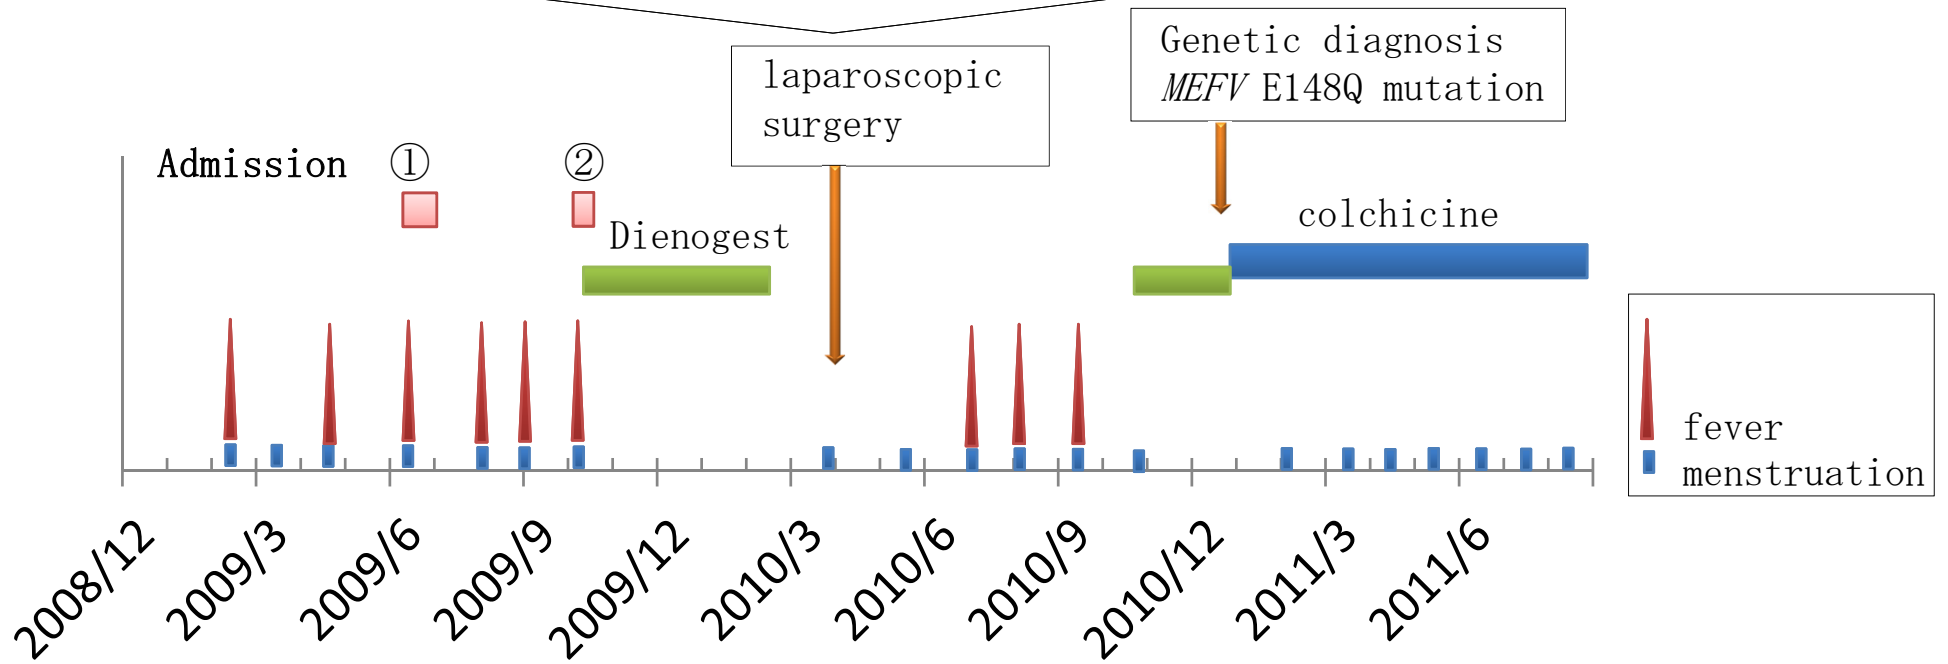 Genetic diagnosis
MEFV E148Q mutation
laparoscopic
surgery
Admission
①
②
Dienogest
colchicine
fever
menstruation
2008/12
2009/3
2009/6
2009/9
2009/12
2010/3
2010/6
2010/9
2010/12
2011/3
2011/6